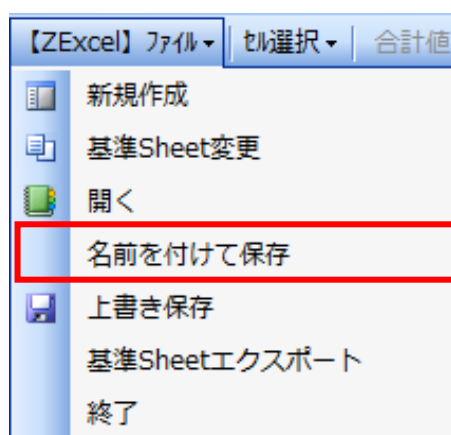 【ZExcel】 ﾌｧｲﾙ ｾﾙ選択 合計値
新規作成
基準Sheet変更
開く
名前を付けて保存
上書き保存
基準Sheetエクスポート
終了